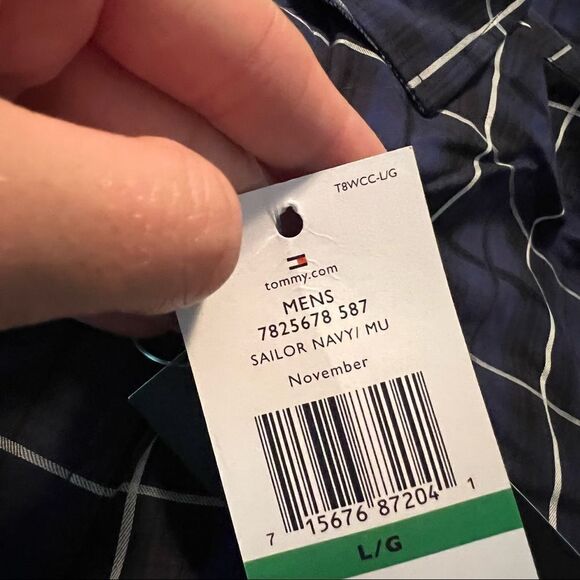 T8WCC-L/G
tommy.com
MENS
7825678 587
SAILOR NAVY/ MU
November
7 15676 87204 1
L/G